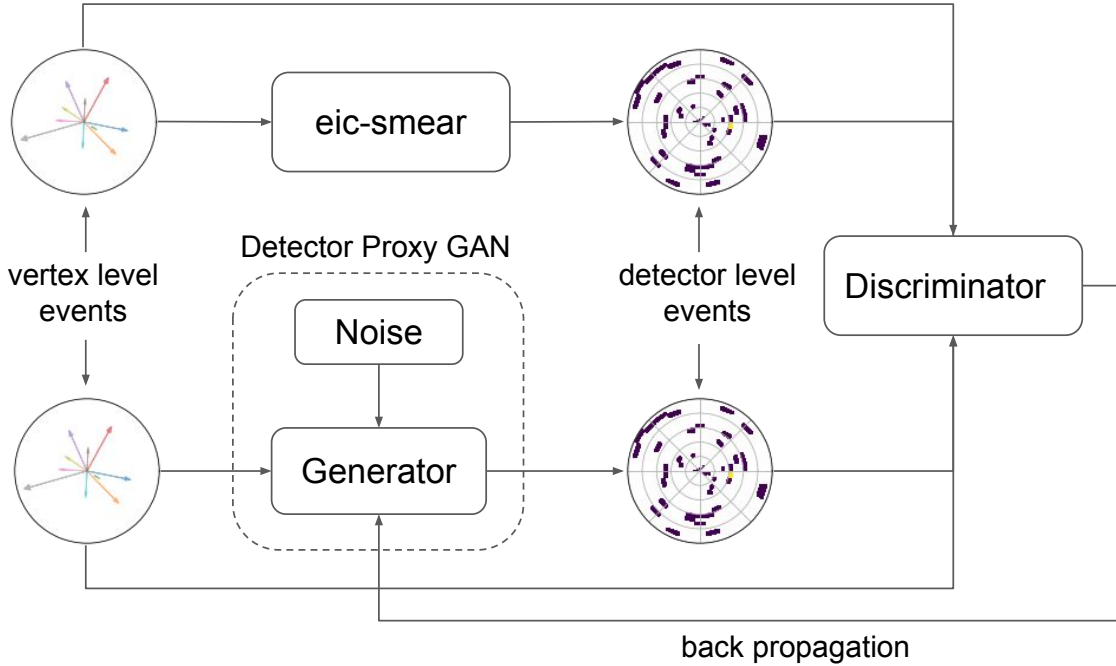 eic-smear
Detector Proxy GAN
vertex level
events
detector level
events
Discriminator
Noise
Generator
back propagation